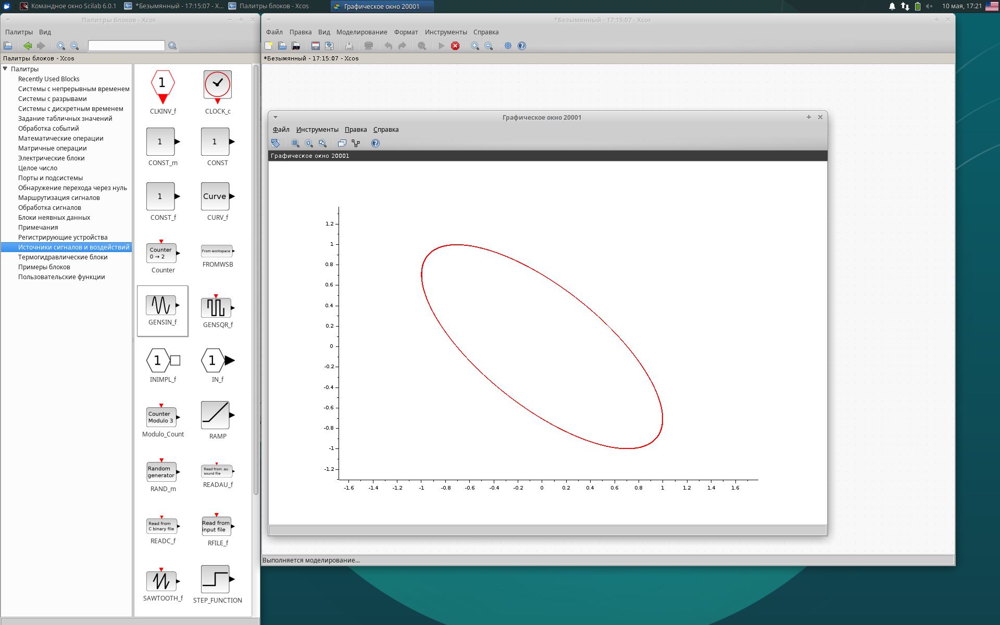 Командное окно Scilab 6.0.1
*Безымянный - 17:15:07 - X...
Палитры блоков - Xcos
Графическое окно 20001
10 мая, 17:21
Палитры блоков - Xcos
Палитры Вид
Палитры блоков - Xcos
Палитры
Recently Used Blocks
Системы с непрерывным временем
Системы с разрывами
Системы с дискретным временем
Задание табличных значений
Обработка событий
Математические операции
Матричные операции
Электрические блоки
Целое число
Порты и подсистемы
Обнаружение перехода через нуль
Маршрутизация сигналов
Обработка сигналов
Блоки неявных данных
Примечания
Регистрирующие устройства
Источники сигналов и воздействий
Термогидравлические блоки
Примеры блоков
Пользовательские функции
1
CLKINV_f
CLOCK_c
1
CONST_m
1
CONST
1
CONST_f
Curve
CURV_f
Counter
0 → 2
Counter
From workspace
FROMWSB
GENSIN_f
GENSQR_f
1
INIMPL_f
1
IN_f
Counter
Modulo 3
Modulo_Count
RAMP
Random
generator
RAND_m
Read from .au
sound file
READAU_f
Read from
C binary file
READC_f
Read from
input file
RFILE_f
SAWTOOTH_f
STEP_FUNCTION
*Безымянный - 17:15:07 - Xcos
Файл Правка Вид Моделирование Формат Инструменты Справка
*Безымянный - 17:15:07 - Xcos
Графическое окно 20001
Файл Инструменты Правка Справка
Графическое окно 20001
1.2
1
0.8
0.6
0.4
0.2
0
-0.2
-0.4
-0.6
-0.8
-1
-1.2
-1.6 -1.4 -1.2 -1 -0.8 -0.6 -0.4 -0.2 0 0.2 0.4 0.6 0.8 1 1.2 1.4 1.6
Выполняется моделирование...